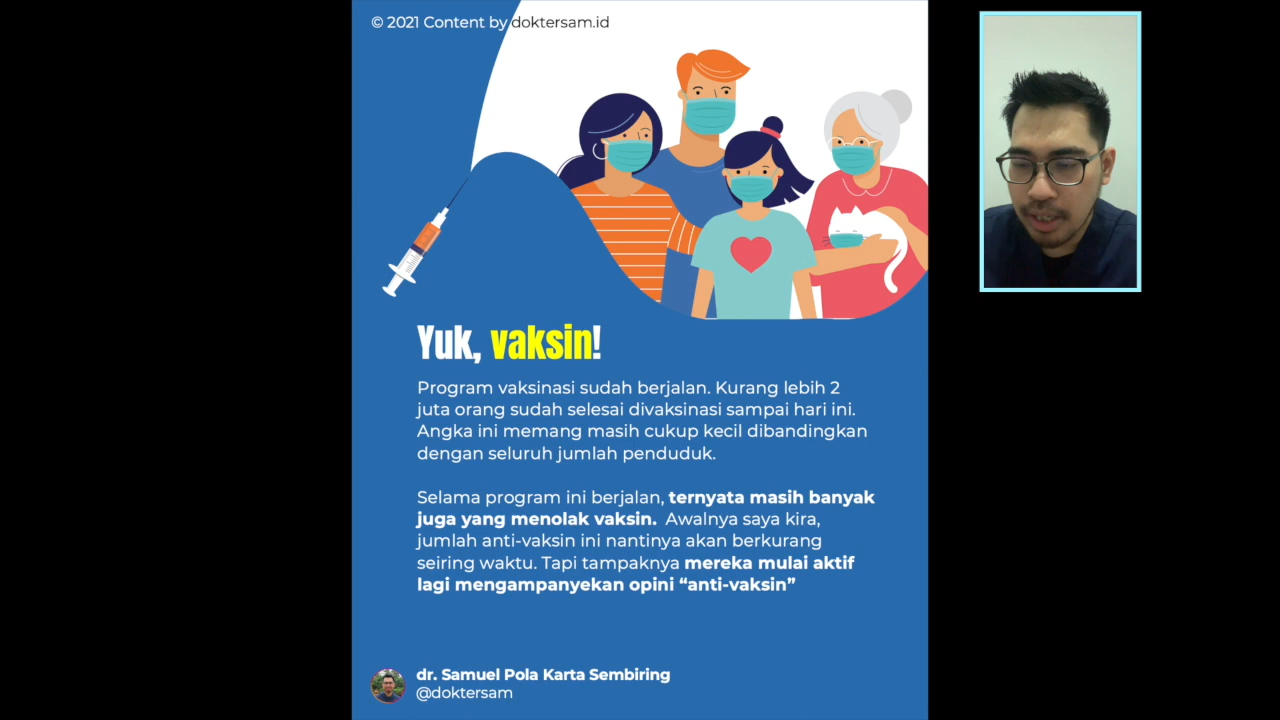 © 2021 Content by doktersam.id
Yuk, vaksin!
Program vaksinasi sudah berjalan. Kurang lebih 2
juta orang sudah selesai divaksinasi sampai hari ini.
Angka ini memang masih cukup kecil dibandingkan
dengan seluruh jumlah penduduk.
Selama program ini berjalan, ternyata masih banyak
juga yang menolak vaksin. Awalnya saya kira,
jumlah anti-vaksin ini nantinya akan berkurang
seiring waktu. Tapi tampaknya mereka mulai aktif
lagi mengampanyekan opini “anti-vaksin”
dr. Samuel Pola Karta Sembiring
@doktersam